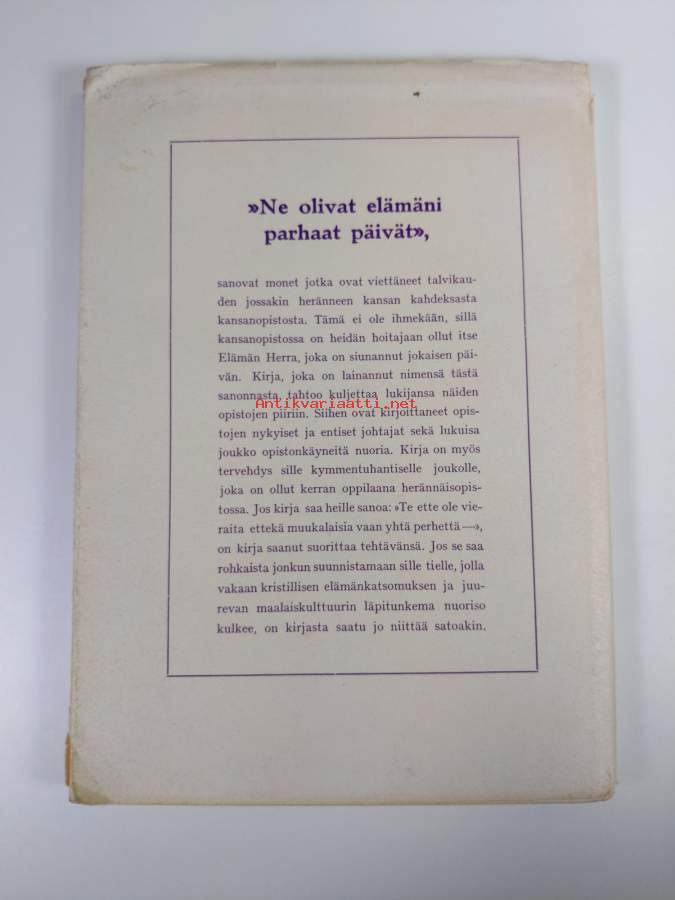 »Ne olivat elämäni
parhaat päivät»,
sanovat monet jotka ovat viettäneet talvikau-
den jossakin heränneen kansan kahdeksasta
kansanopistosta. Tämä ei ole ihmekään, sillä
kansanopistossa on heidän hoitajaan ollut itse
Elämän Herra, joka on siunannut jokaisen päi-
vän. Kirja, joka on lainannut nimensä tästä
sanonnasta, tahtoo kuljettaa lukijansa näiden
Antikvariaatti.net
opistojen piiriin. Siihen ovat kirjoittaneet opis-
tojen nykyiset ja entiset johtajat sekä lukuisa
joukko opistonkäyneitä nuoria. Kirja on myös
tervehdys sille kymmentuhantiselle joukolle,
joka on ollut kerran oppilaana herännäisopis-
tossa. Jos kirja saa heille sanoa: »Te ette ole vie-
raita ettekä muukalaisia vaan yhtä perhettä —»,
on kirja saanut suorittaa tehtävänsä. Jos se saa
rohkaista jonkun suunnistamaan sille tielle, jolla
vakaan kristillisen elämänkatsomuksen ja juu-
revan maalaiskulttuurin läpitunkema nuoriso
kulkee, on kirjasta saatu jo niittää satoakin.